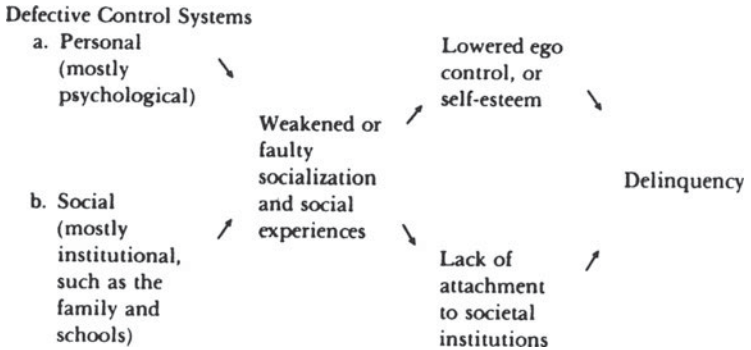 Defective Control Systems
a. Personal
(mostly
psychological)
b. Social
(mostly
institutional,
such as the
family and
schools)
Weakened or
faulty
socialization
and social
experiences
Lowered ego
control, or
self-esteem
Lack of
attachment
to societal
institutions
Delinquency